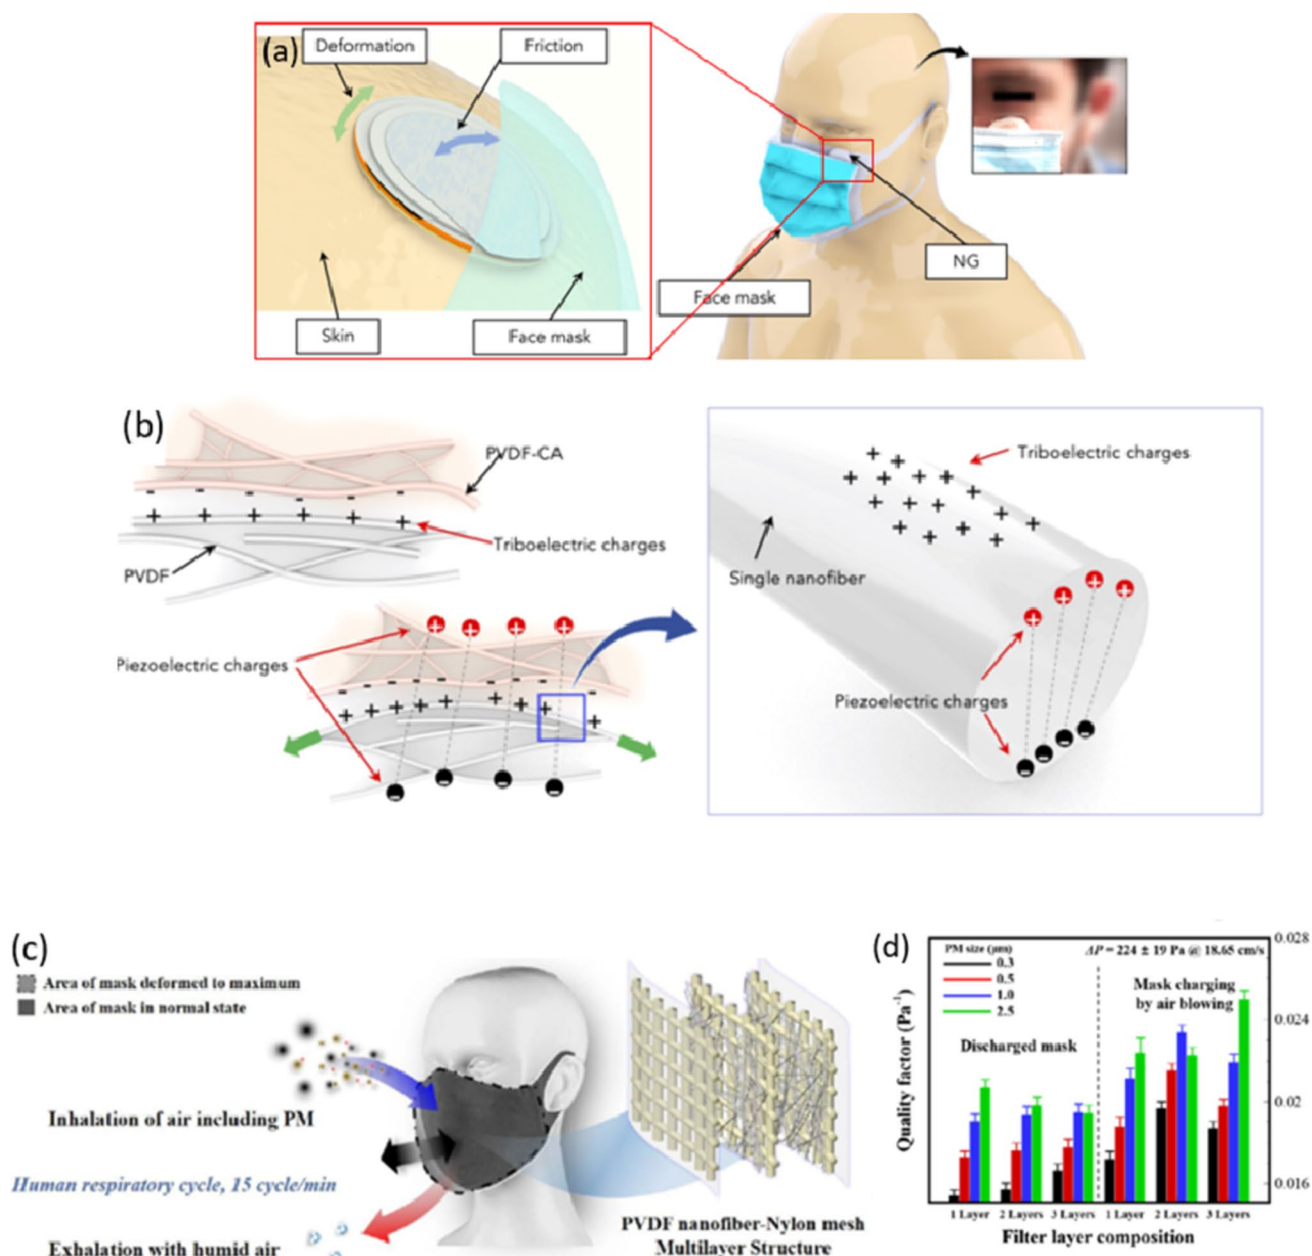 (a)
Deformation
Friction
Skin
Face mask
Face mask
NG
(b)
PVDF-CA
Triboelectric charges
PVDF
Piezoelectric charges
Triboelectric charges
Single nanofiber
Piezoelectric charges
(c)
Area of mask deformed to maximum
Area of mask in normal state
Inhalation of air including PM
Human respiratory cycle, 15 cycle/min
Exhalation with humid air
PVDF nanofiber-Nylon mesh
Multilayer Structure
(d)
PM size (μm)
0.3
0.5
1.0
2.5
ΔP = 224 ± 19 Pa @ 18.65 cm/s
Mask charging
by air blowing
Discharged mask
Quality factor (Pa⁻¹)
0.028
0.024
0.02
0.016
1 Layer 2 Layers 3 Layers 1 Layer 2 Layers 3 Layers
Filter layer composition